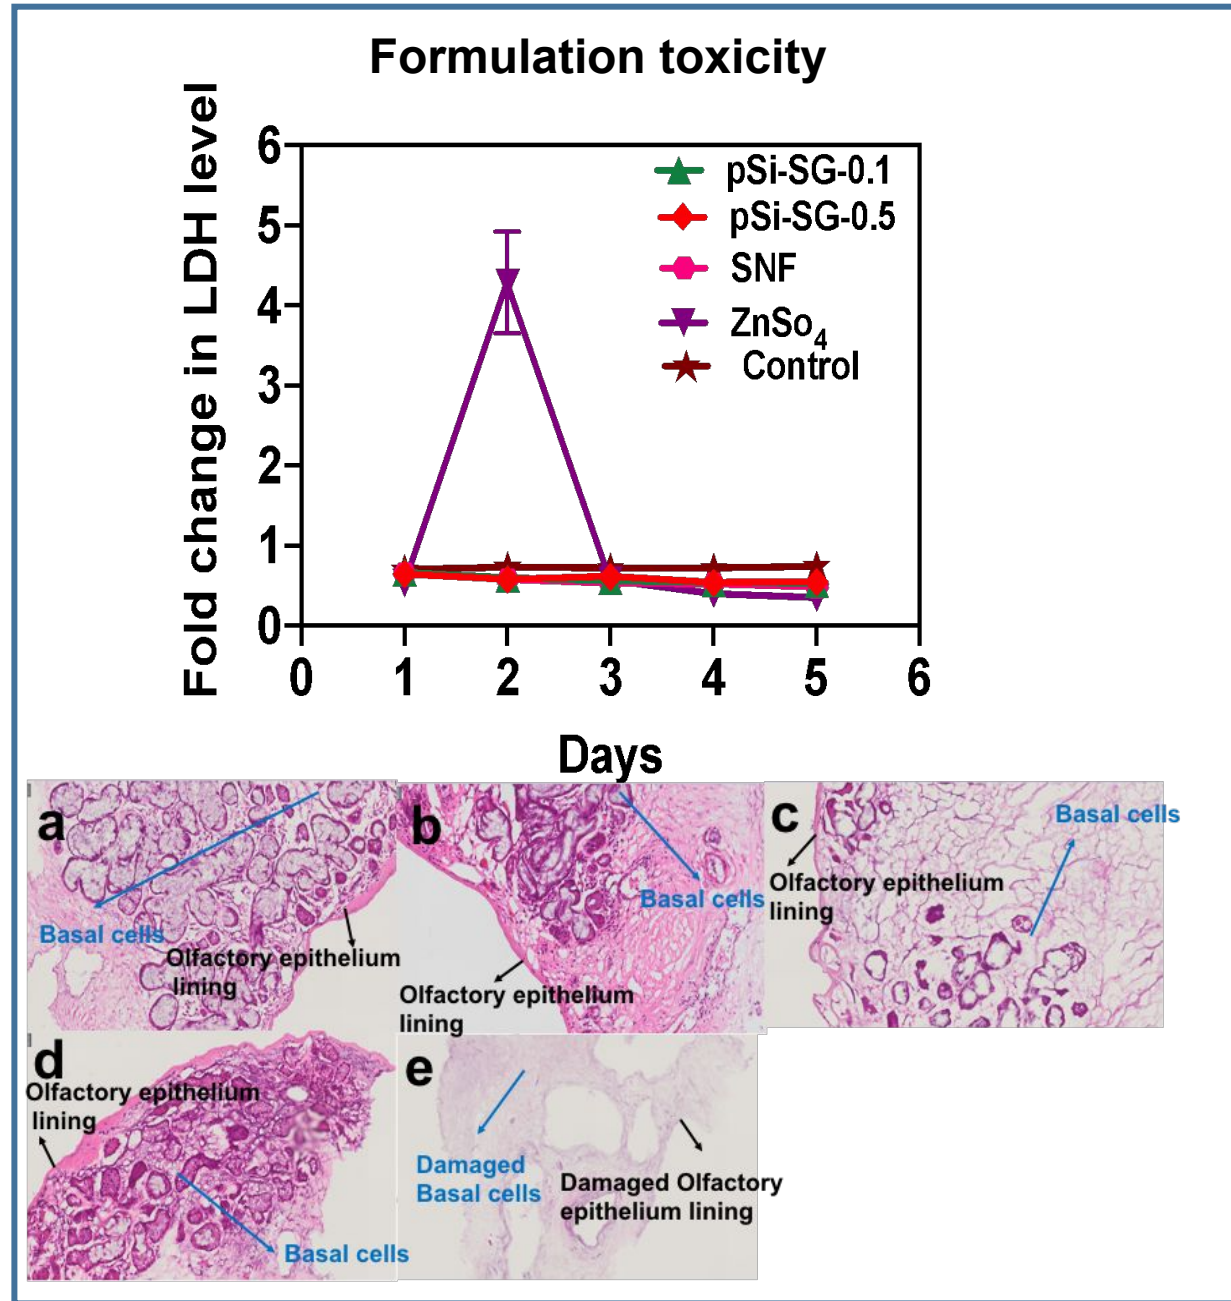 Formulation toxicity
Fold change in LDH level
6
5
4
3
2
1
0
pSi-SG-0.1
pSi-SG-0.5
SNF
ZnSo4
Control
0 1 2 3 4 5 6
Days
a
Basal cells
Olfactory epithelium
lining
b
Basal cells
Olfactory epithelium
lining
c
Basal cells
Olfactory epithelium
lining
d
Olfactory epithelium
lining
Basal cells
e
Damaged
Basal cells
Damaged Olfactory
epithelium lining